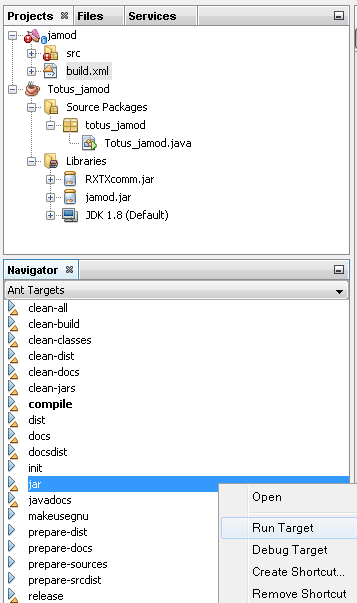 Projects Files Services
jamod
src
build.xml
Totus_jamod
Source Packages
totus_jamod
Totus_jamod.java
Libraries
RXTXcomm.jar
jamod.jar
JDK 1.8 (Default)
Navigator
Ant Targets
clean-all
clean-build
clean-classes
clean-dist
clean-docs
clean-jars
compile
dist
docs
docsdist
init
jar
javadocs
makeusegnu
prepare-dist
prepare-docs
prepare-sources
prepare-srcdist
release
Open
Run Target
Debug Target
Create Shortcut...
Remove Shortcut